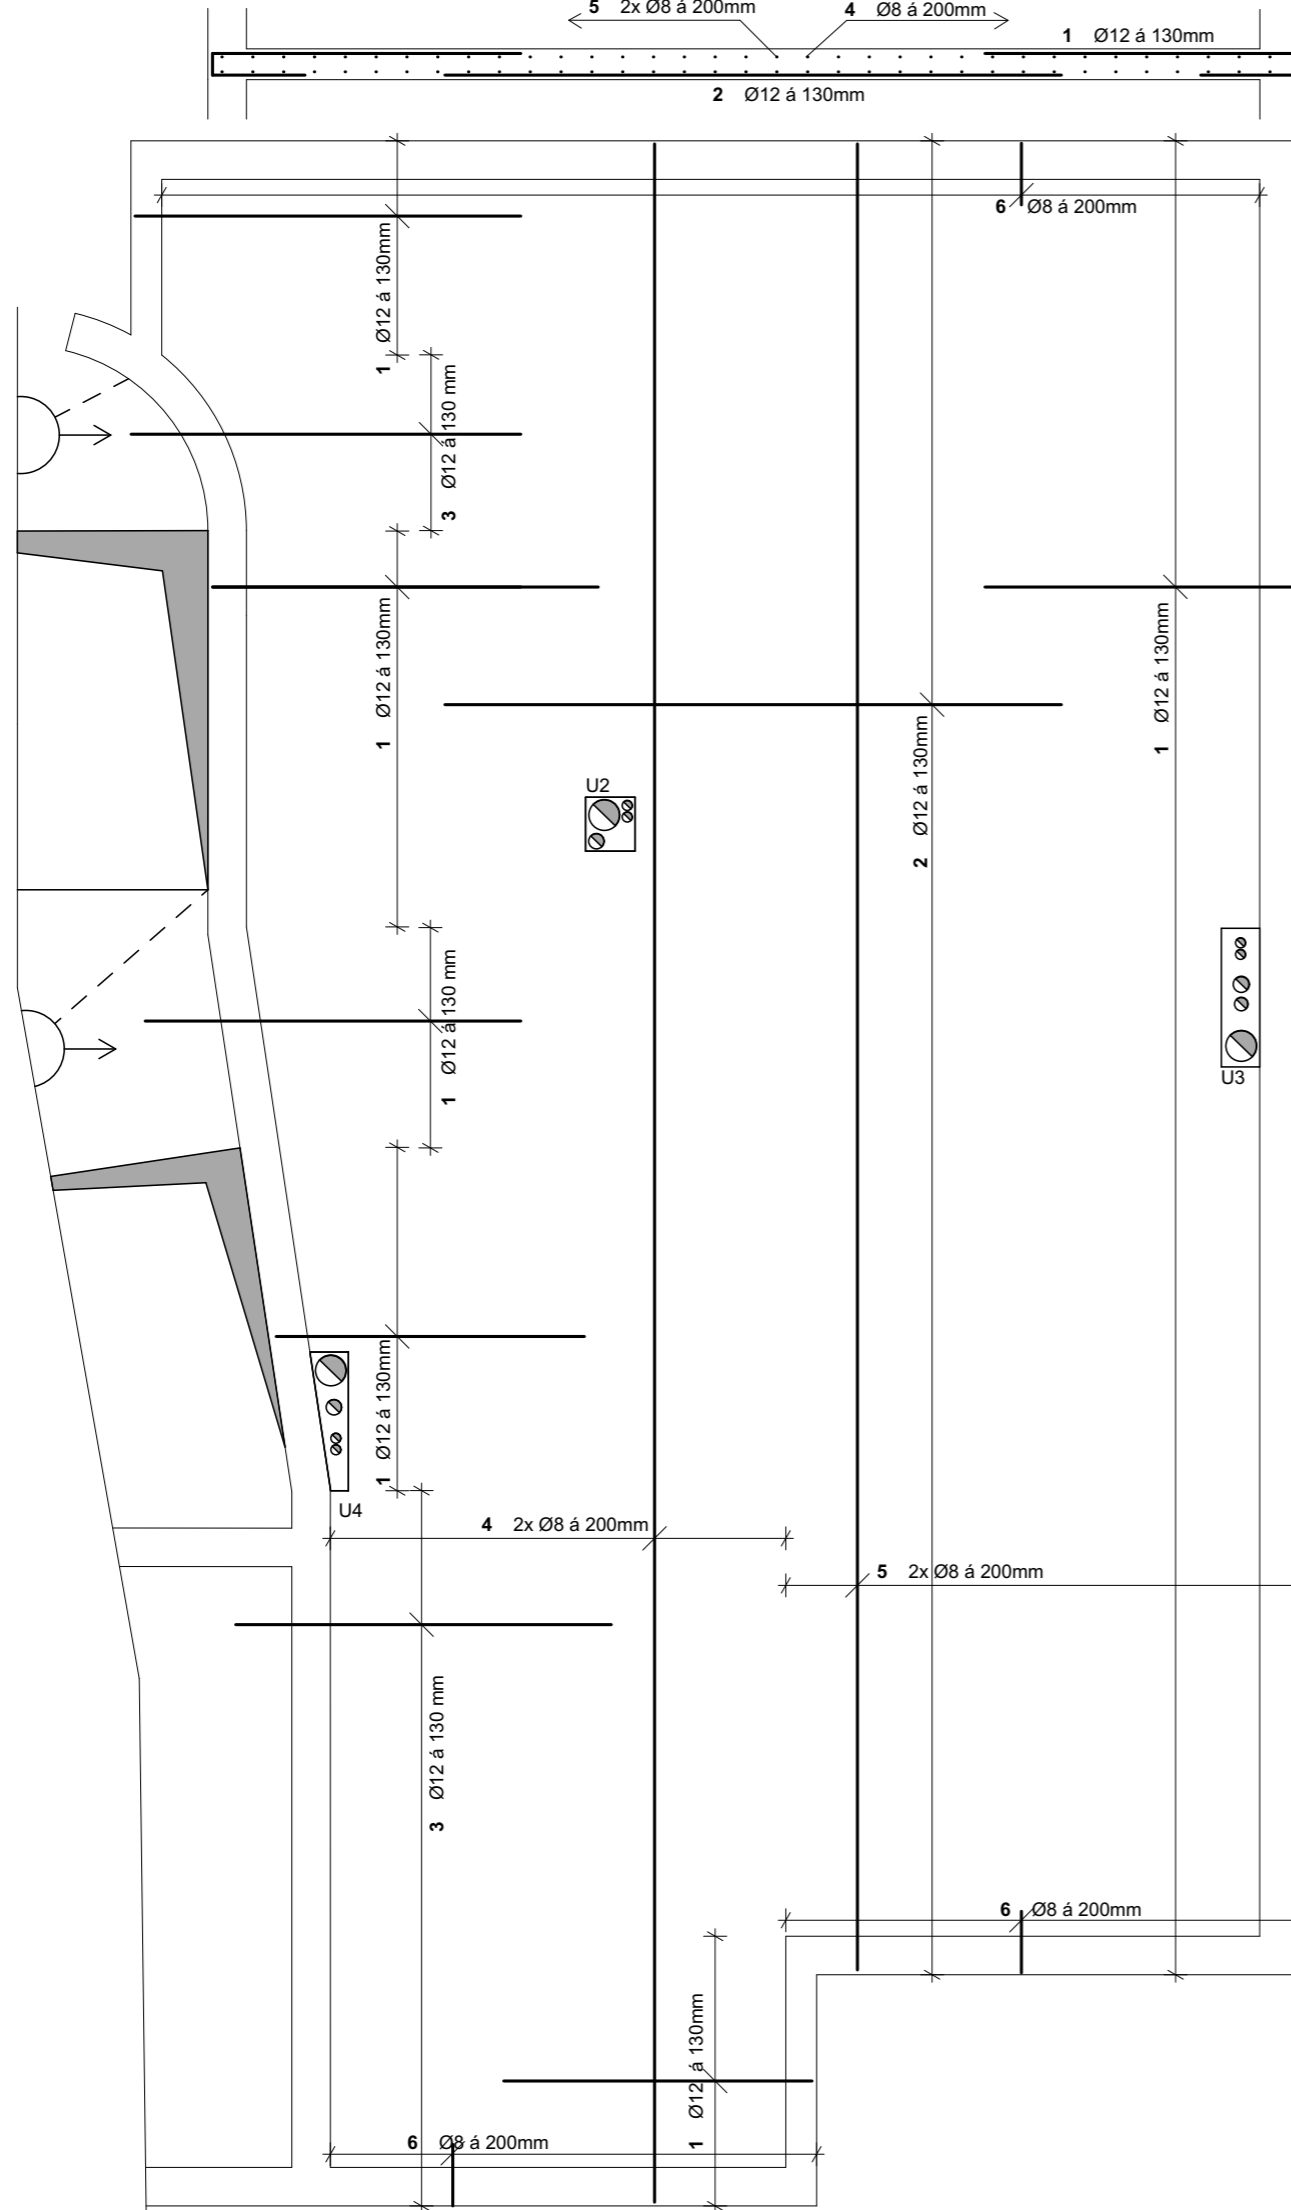 5 2x Ø8 á 200mm
4 Ø8 á 200mm
1 Ø12 á 130mm
2 Ø12 á 130mm
6 Ø8 á 200mm
1 Ø12 á 130mm
3 Ø12 á 130 mm
1 Ø12 á 130mm
1 Ø12 á 130mm
2 Ø12 á 130mm
U2
U3
1 Ø12 á 130 mm
1 Ø12 á 130mm
U4
4 2x Ø8 á 200mm
5 2x Ø8 á 200mm
3 Ø12 á 130 mm
6 Ø8 á 200mm
1 Ø12 á 130mm
6 Ø8 á 200mm